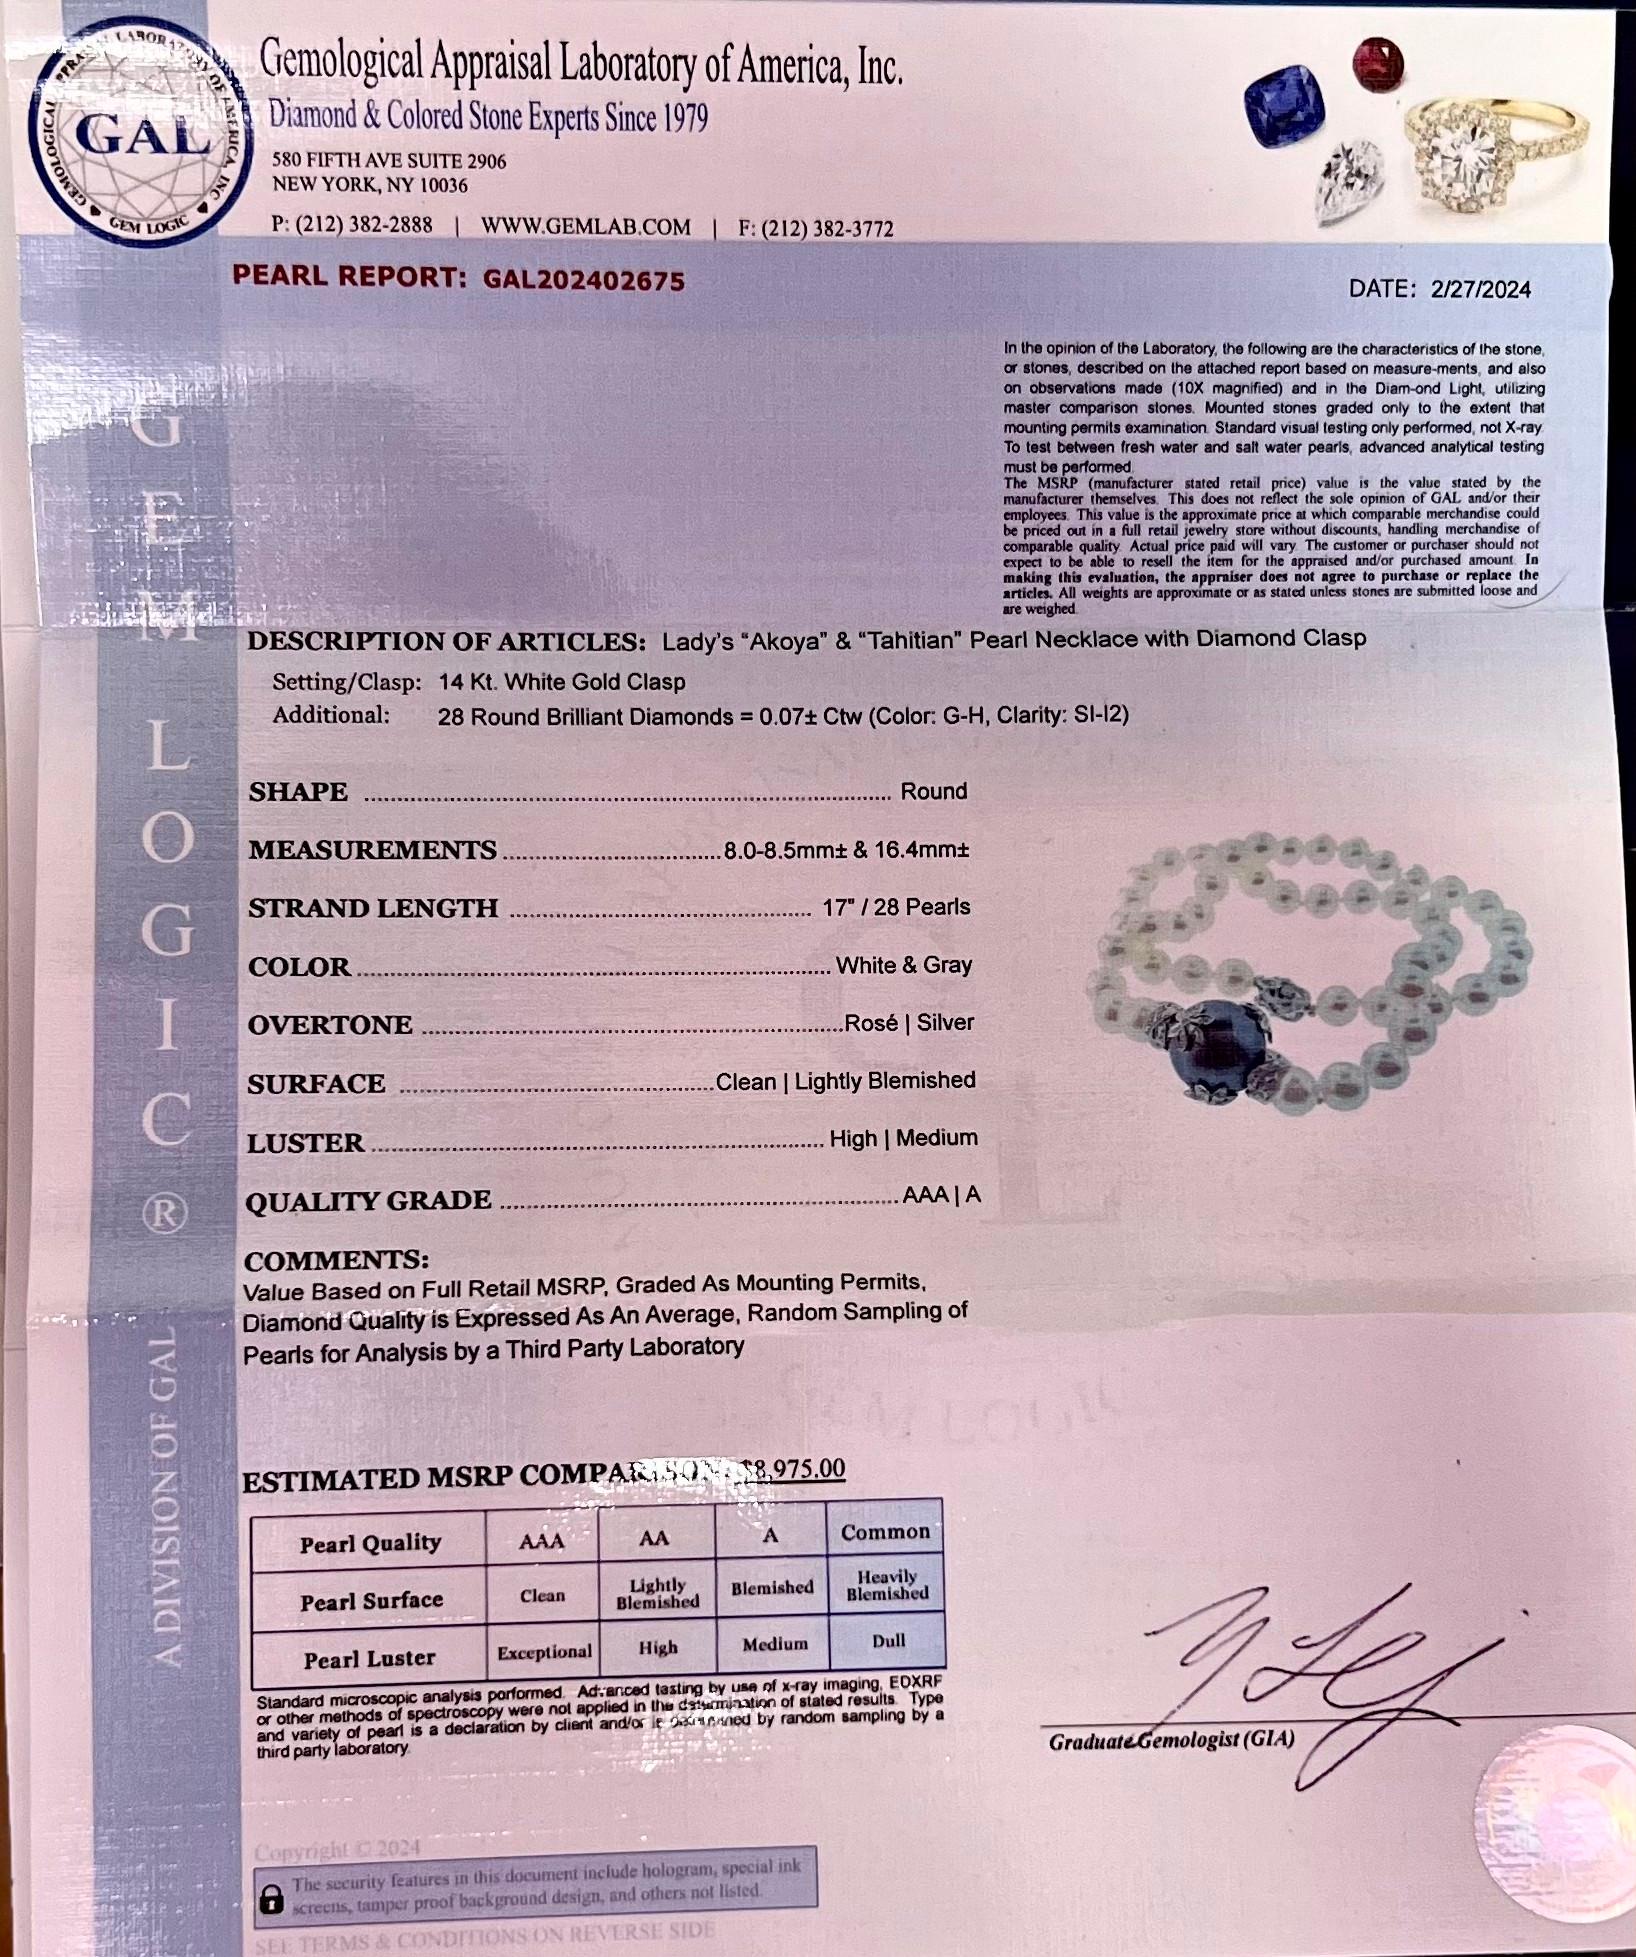 GEMOLOGICAL APPRAISAL LABORATORY OF AMERICA, INC
GAL
GEM LOGIC
Gemological Appraisal Laboratory of America, Inc.
Diamond & Colored Stone Experts Since 1979
580 FIFTH AVE SUITE 2906
NEW YORK, NY 10036
P: (212) 382-2888 | WWW.GEMLAB.COM | F: (212) 382-3772
PEARL REPORT: GAL202402675
DATE: 2/27/2024
In the opinion of the Laboratory, the following are the characteristics of the stone,
or stones, described on the attached report based on measure-ments, and also
on observations made (10X magnified) and in the Diam-ond Light, utilizing
master comparison stones. Mounted stones graded only to the extent that
mounting permits examination. Standard visual testing only performed, not X-ray.
To test between fresh water and salt water pearls, advanced analytical testing
must be performed.
The MSRP (manufacturer stated retail price) value is the value stated by the
manufacturer themselves. This does not reflect the sole opinion of GAL and/or their
employees. This value is the approximate price at which comparable merchandise could
be priced out in a full retail jewelry store without discounts, handling merchandise of
comparable quality. Actual price paid will vary. The customer or purchaser should not
expect to be able to resell the item for the appraised and/or purchased amount. In
making this evaluation, the appraiser does not agree to purchase or replace the
articles. All weights are approximate or as stated unless stones are submitted loose and
are weighed.
GEM LOGIC®
A DIVISION OF GAL
DESCRIPTION OF ARTICLES: Lady's "Akoya" & "Tahitian" Pearl Necklace with Diamond Clasp
Setting/Clasp: 14 Kt. White Gold Clasp
Additional: 28 Round Brilliant Diamonds = 0.07± Ctw (Color: G-H, Clarity: SI-I2)
SHAPE ........ Round
MEASUREMENTS ........ 8.0-8.5mm± & 16.4mm±
STRAND LENGTH ........ 17" / 28 Pearls
COLOR ........ White & Gray
OVERTONE ........ Rosé | Silver
SURFACE ........ Clean | Lightly Blemished
LUSTER ........ High | Medium
QUALITY GRADE ........ AAA | A
COMMENTS:
Value Based on Full Retail MSRP, Graded As Mounting Permits,
Diamond Quality is Expressed As An Average, Random Sampling of
Pearls for Analysis by a Third Party Laboratory
ESTIMATED MSRP COMPARISON: $8,975.00
Pearl Quality AAA AA A Common
Pearl Surface Clean Lightly Blemished Blemished Heavily Blemished
Pearl Luster Exceptional High Medium Dull
Standard microscopic analysis performed. Advanced testing by use of x-ray imaging, EDXRF
or other methods of spectroscopy were not applied in the determination of stated results. Type
and variety of pearl is a declaration by client and/or is determined by random sampling by a
third party laboratory.
Graduate Gemologist (GIA)
Copyright © 2024
The security features in this document include hologram, special ink
screens, tamper proof background design, and others not listed.
SEE TERMS & CONDITIONS ON REVERSE SIDE